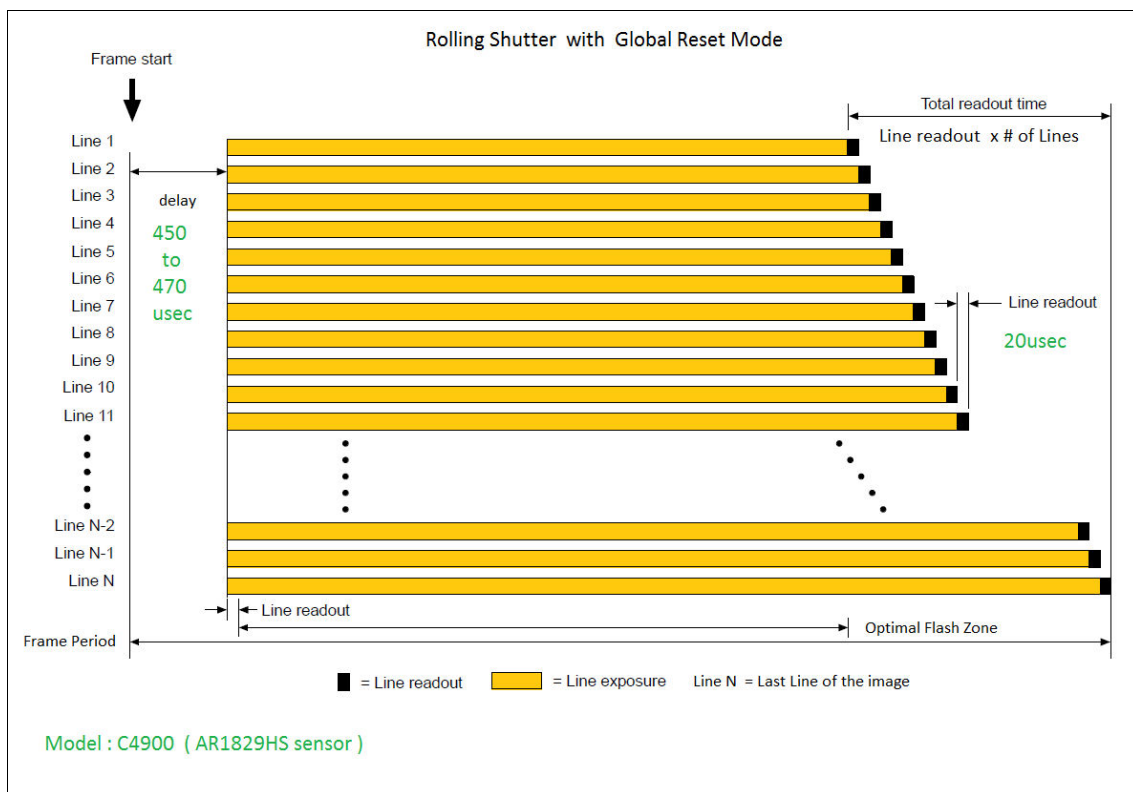 Rolling Shutter with Global Reset Mode
Frame start
Total readout time
Line readout x # of Lines
Line 1
Line 2
Line 3
Line 4
Line 5
Line 6
Line 7
Line 8
Line 9
Line 10
Line 11
delay
450
to
470
usec
Line readout
20usec
Line N-2
Line N-1
Line N
Line readout
Optimal Flash Zone
Frame Period
= Line readout
= Line exposure
Line N = Last Line of the image
Model : C4900 ( AR1829HS sensor )